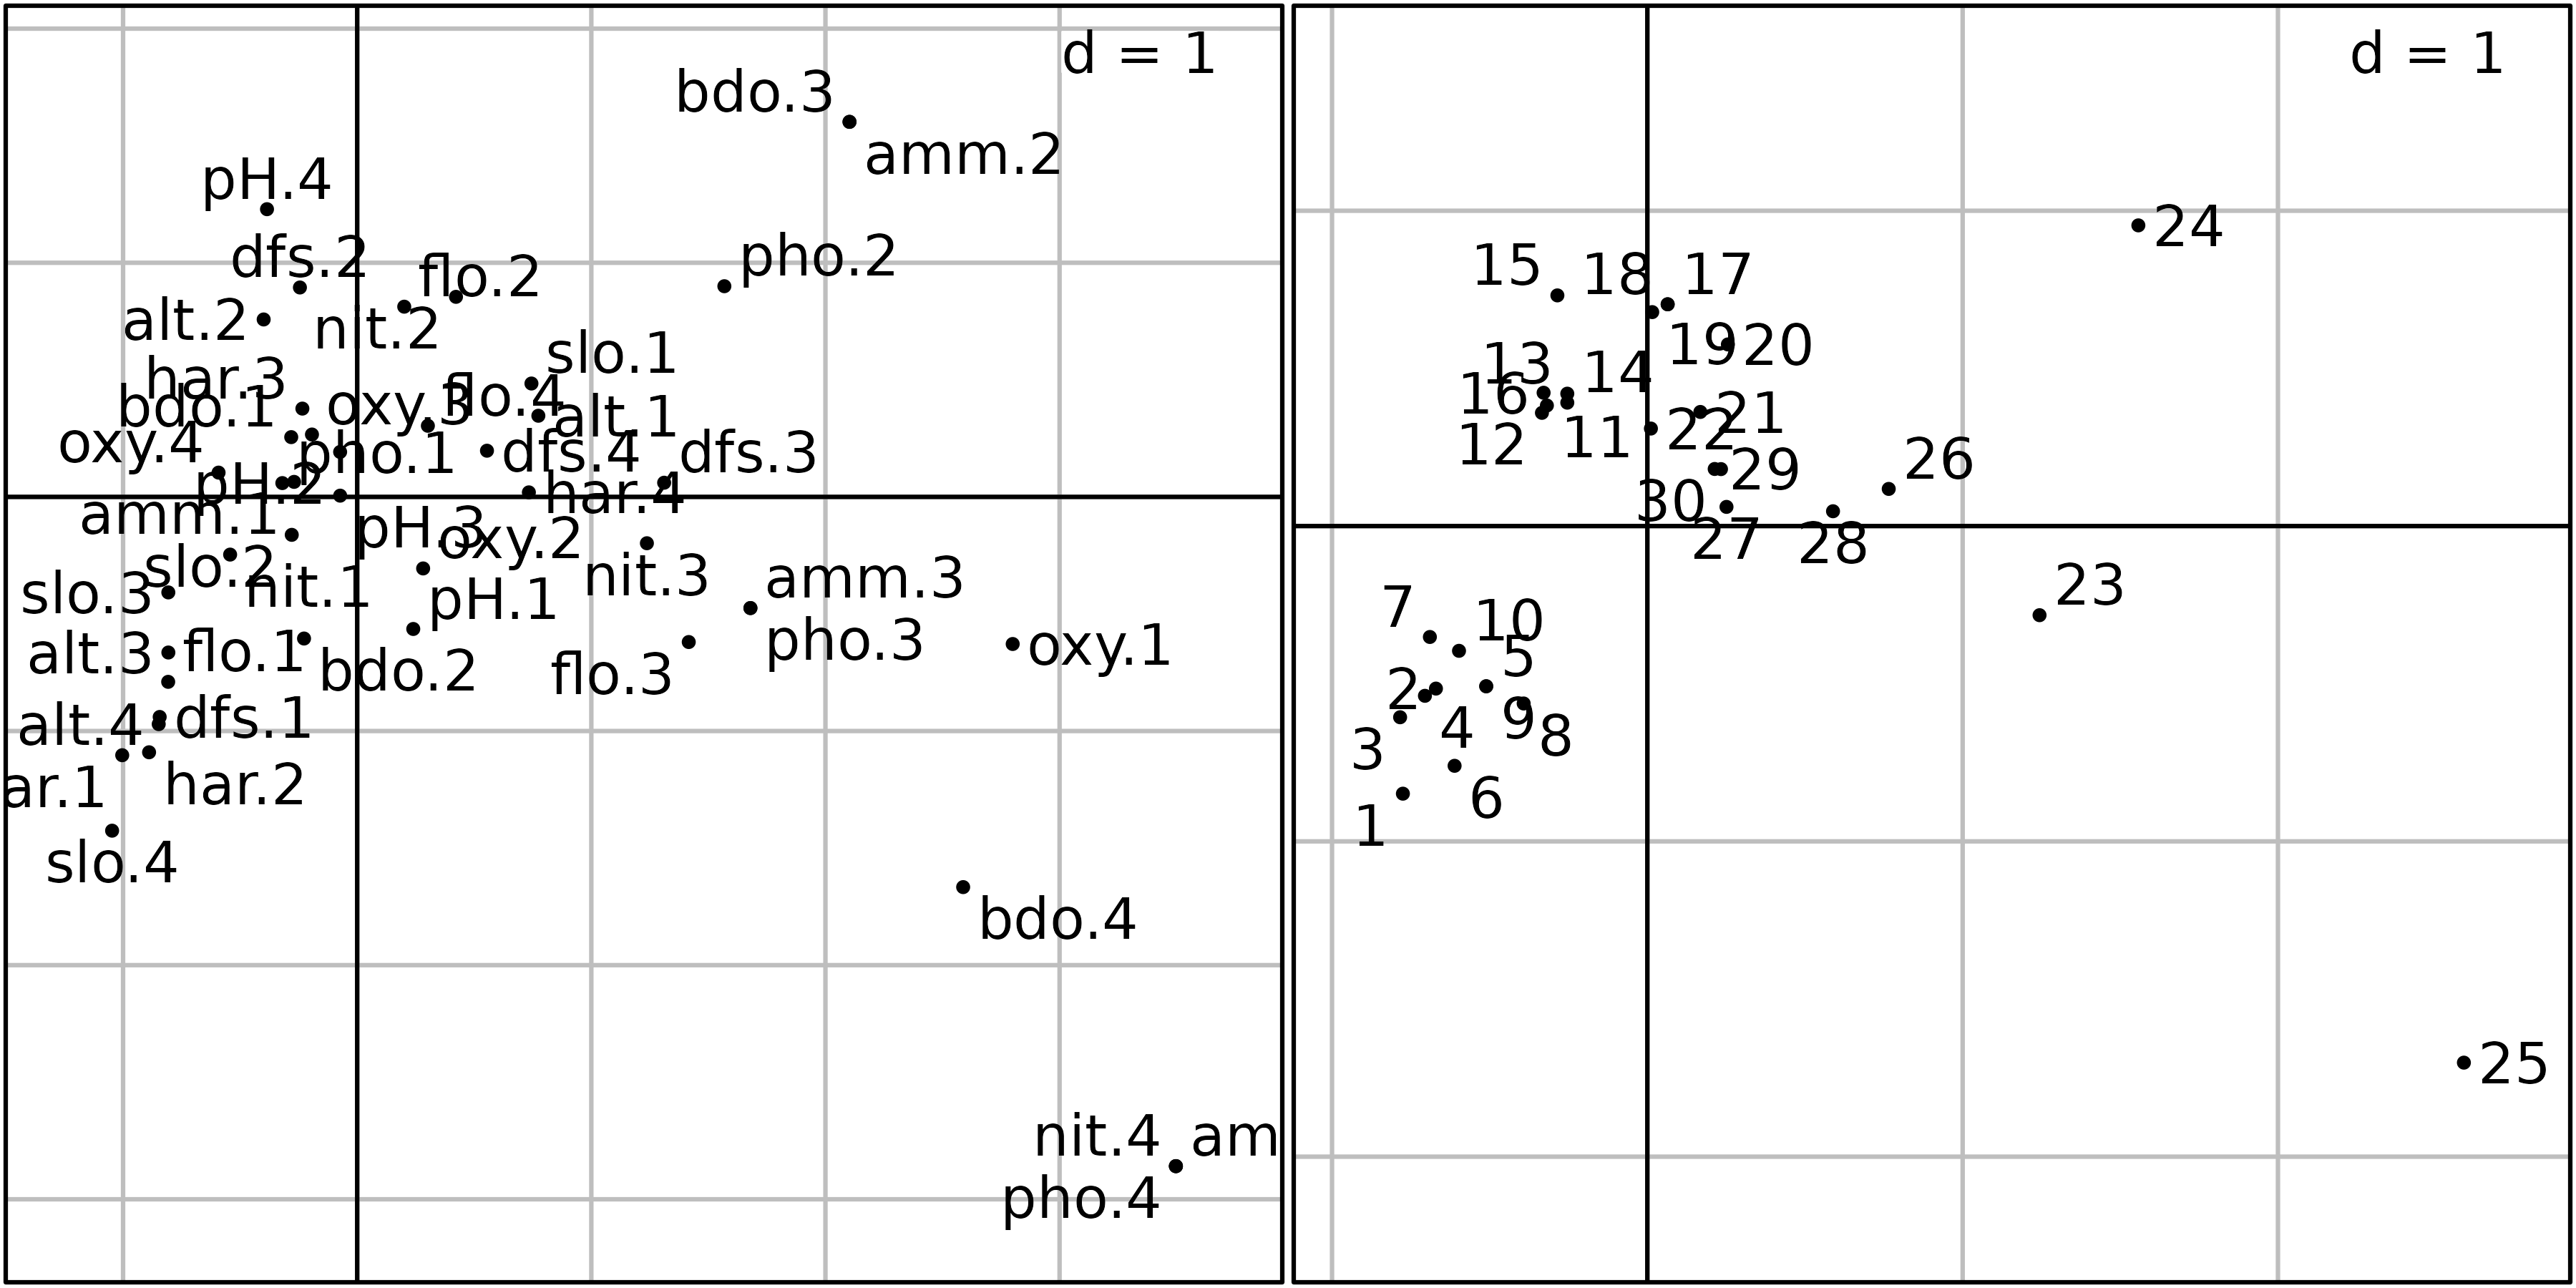 d = 1
bdo.3
amm.2
pH.4
dfs.2
flo.2
pho.2
alt.2
nit.2
slo.1
har.3
bdo.1
oxy.3
flo.4
alt.1
oxy.4
pho.1
dfs.4
dfs.3
pH.2
har.4
amm.1
pH.3
oxy.2
slo.2
nit.1
nit.3
amm.3
slo.3
pH.1
alt.3
flo.1
bdo.2
flo.3
pho.3
oxy.1
alt.4
dfs.1
ar.1
har.2
slo.4
bdo.4
nit.4
am
pho.4
d = 1
24
15
18
17
19
20
13
14
16
21
12
11
22
26
29
30
27
28
23
7
10
5
2
9
4
8
3
6
1
25